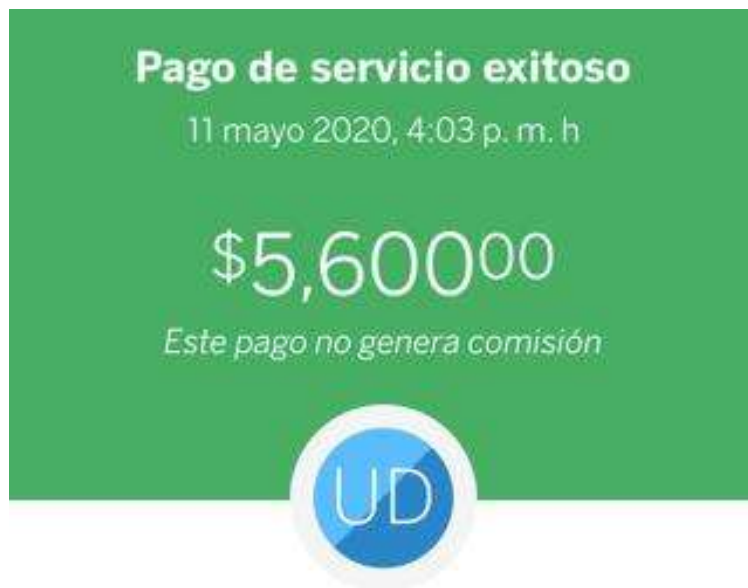 Pago de servicio exitoso
11 mayo 2020, 4:03 p. m. h
$5,60000
Este pago no genera comisión
UD